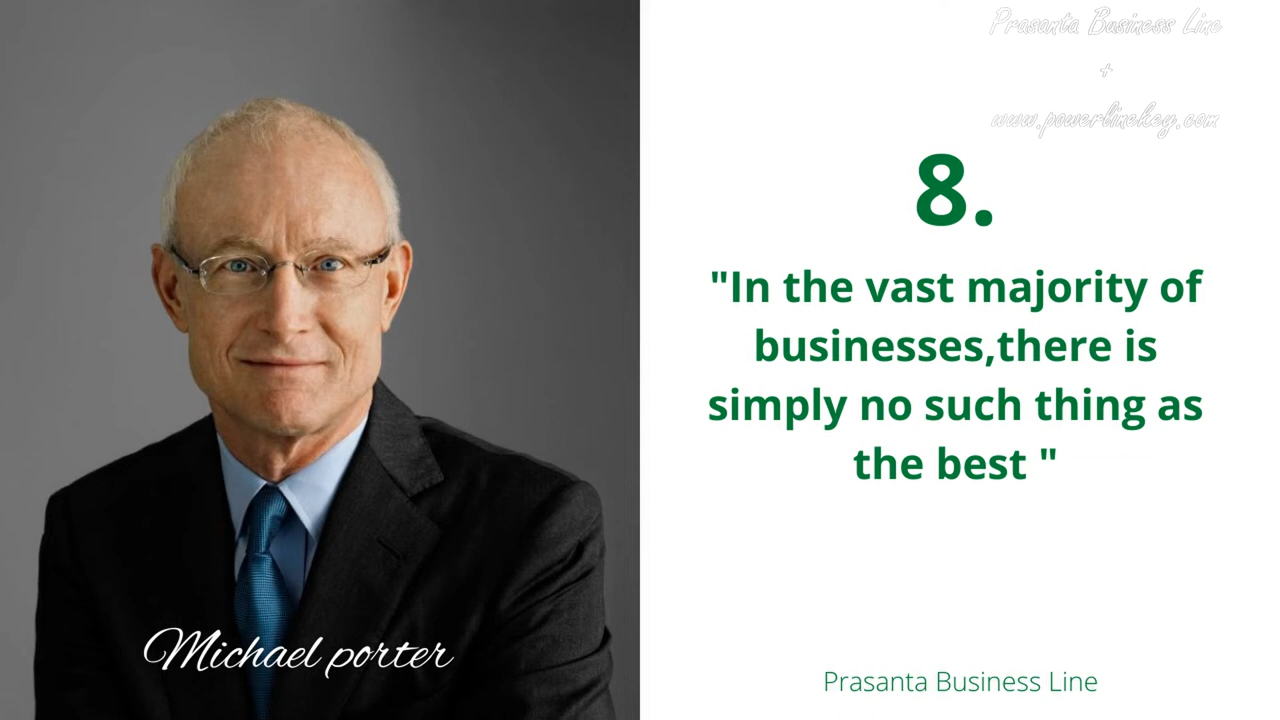 Prasanta Business Line
+
www.powerlinekey.com
8.
"In the vast majority of
businesses,there is
simply no such thing as
the best "
Michael porter
Prasanta Business Line